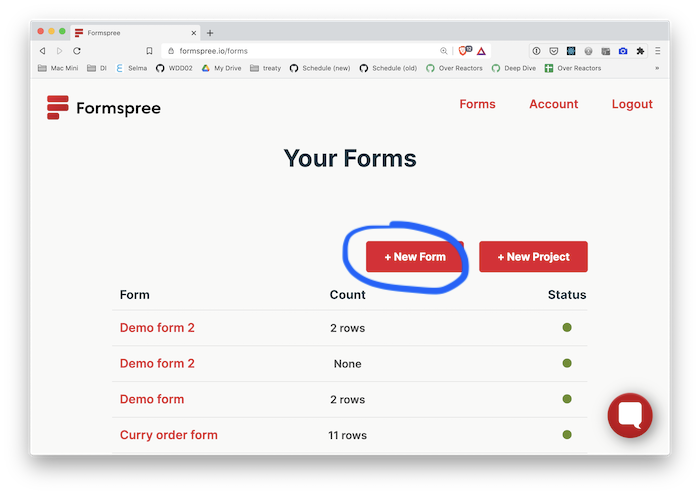 Formspree
formspree.io/forms
12
Mac Mini DI Selma WDD02 My Drive treaty Schedule (new) Schedule (old) Over Reactors Deep Dive Over Reactors »
Formspree Forms Account Logout
Your Forms
+ New Form + New Project
Form Count Status
Demo form 2 2 rows
Demo form 2 None
Demo form 2 rows
Curry order form 11 rows